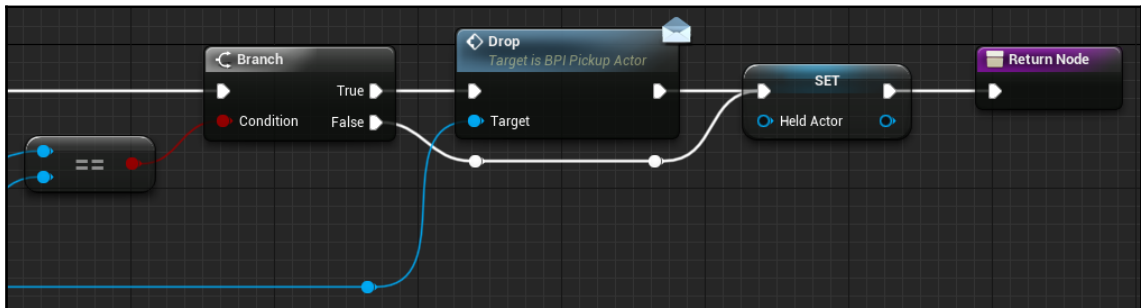 Branch
True
Condition
False
==
Drop
Target is BPI Pickup Actor
Target
SET
Held Actor
Return Node